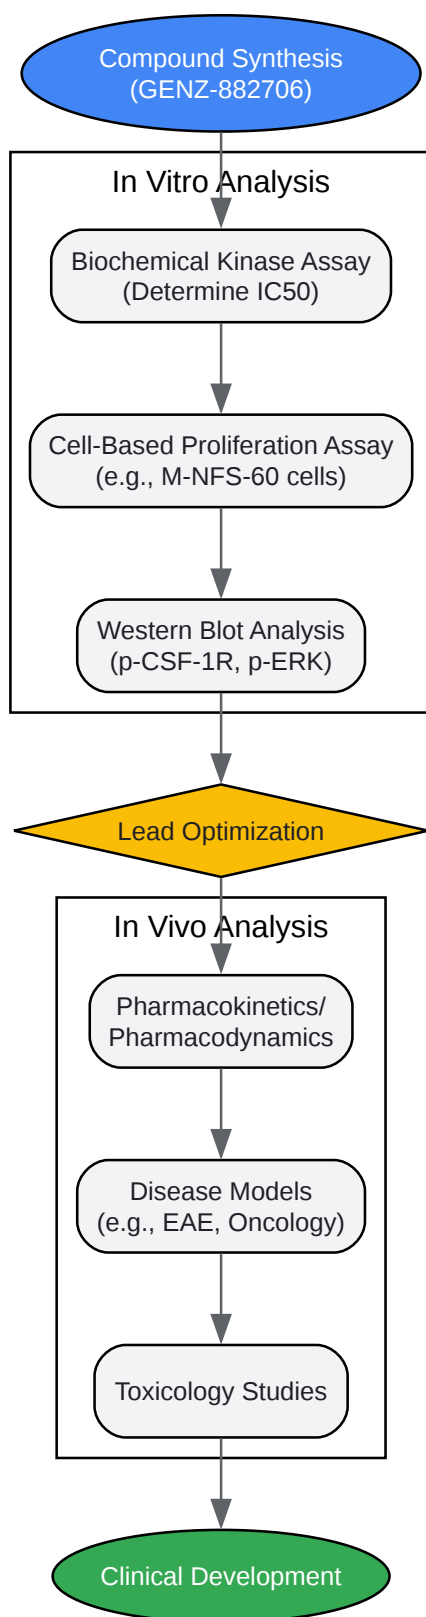 Compound Synthesis
(GENZ-882706)
In Vitro Analysis
Biochemical Kinase Assay
(Determine IC50)
Cell-Based Proliferation Assay
(e.g., M-NFS-60 cells)
Western Blot Analysis
(p-CSF-1R, p-ERK)
Lead Optimization
In Vivo Analysis
Pharmacokinetics/
Pharmacodynamics
Disease Models
(e.g., EAE, Oncology)
Toxicology Studies
Clinical Development